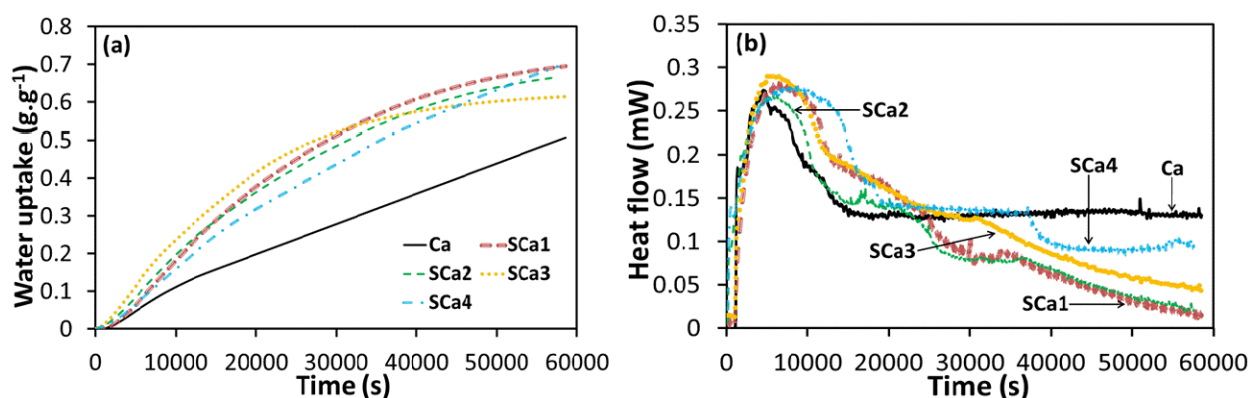 (a)
Water uptake (g.g⁻¹)
0.8
0.7
0.6
0.5
0.4
0.3
0.2
0.1
0
Ca
SCa1
SCa2
SCa3
SCa4
0 10000 20000 30000 40000 50000 60000
Time (s)
(b)
Heat flow (mW)
0.35
0.3
0.25
0.2
0.15
0.1
0.05
0
SCa2
SCa4
Ca
SCa3
SCa1
0 10000 20000 30000 40000 50000 60000
Time (s)